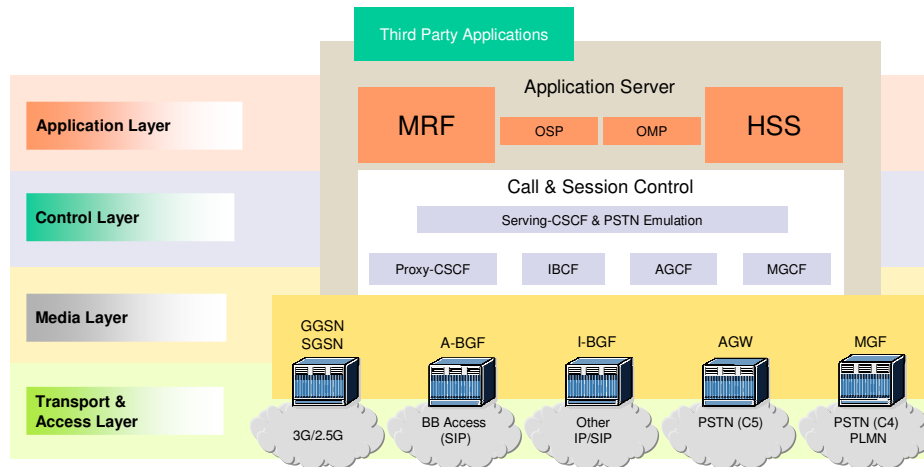 Third Party Applications
Application Server
Application Layer
MRF
OSP
OMP
HSS
Call & Session Control
Control Layer
Serving-CSCF & PSTN Emulation
Proxy-CSCF
IBCF
AGCF
MGCF
Media Layer
GGSN
SGSN
A-BGF
I-BGF
AGW
MGF
Transport &
Access Layer
3G/2.5G
BB Access
(SIP)
Other
IP/SIP
PSTN (C5)
PSTN (C4)
PLMN